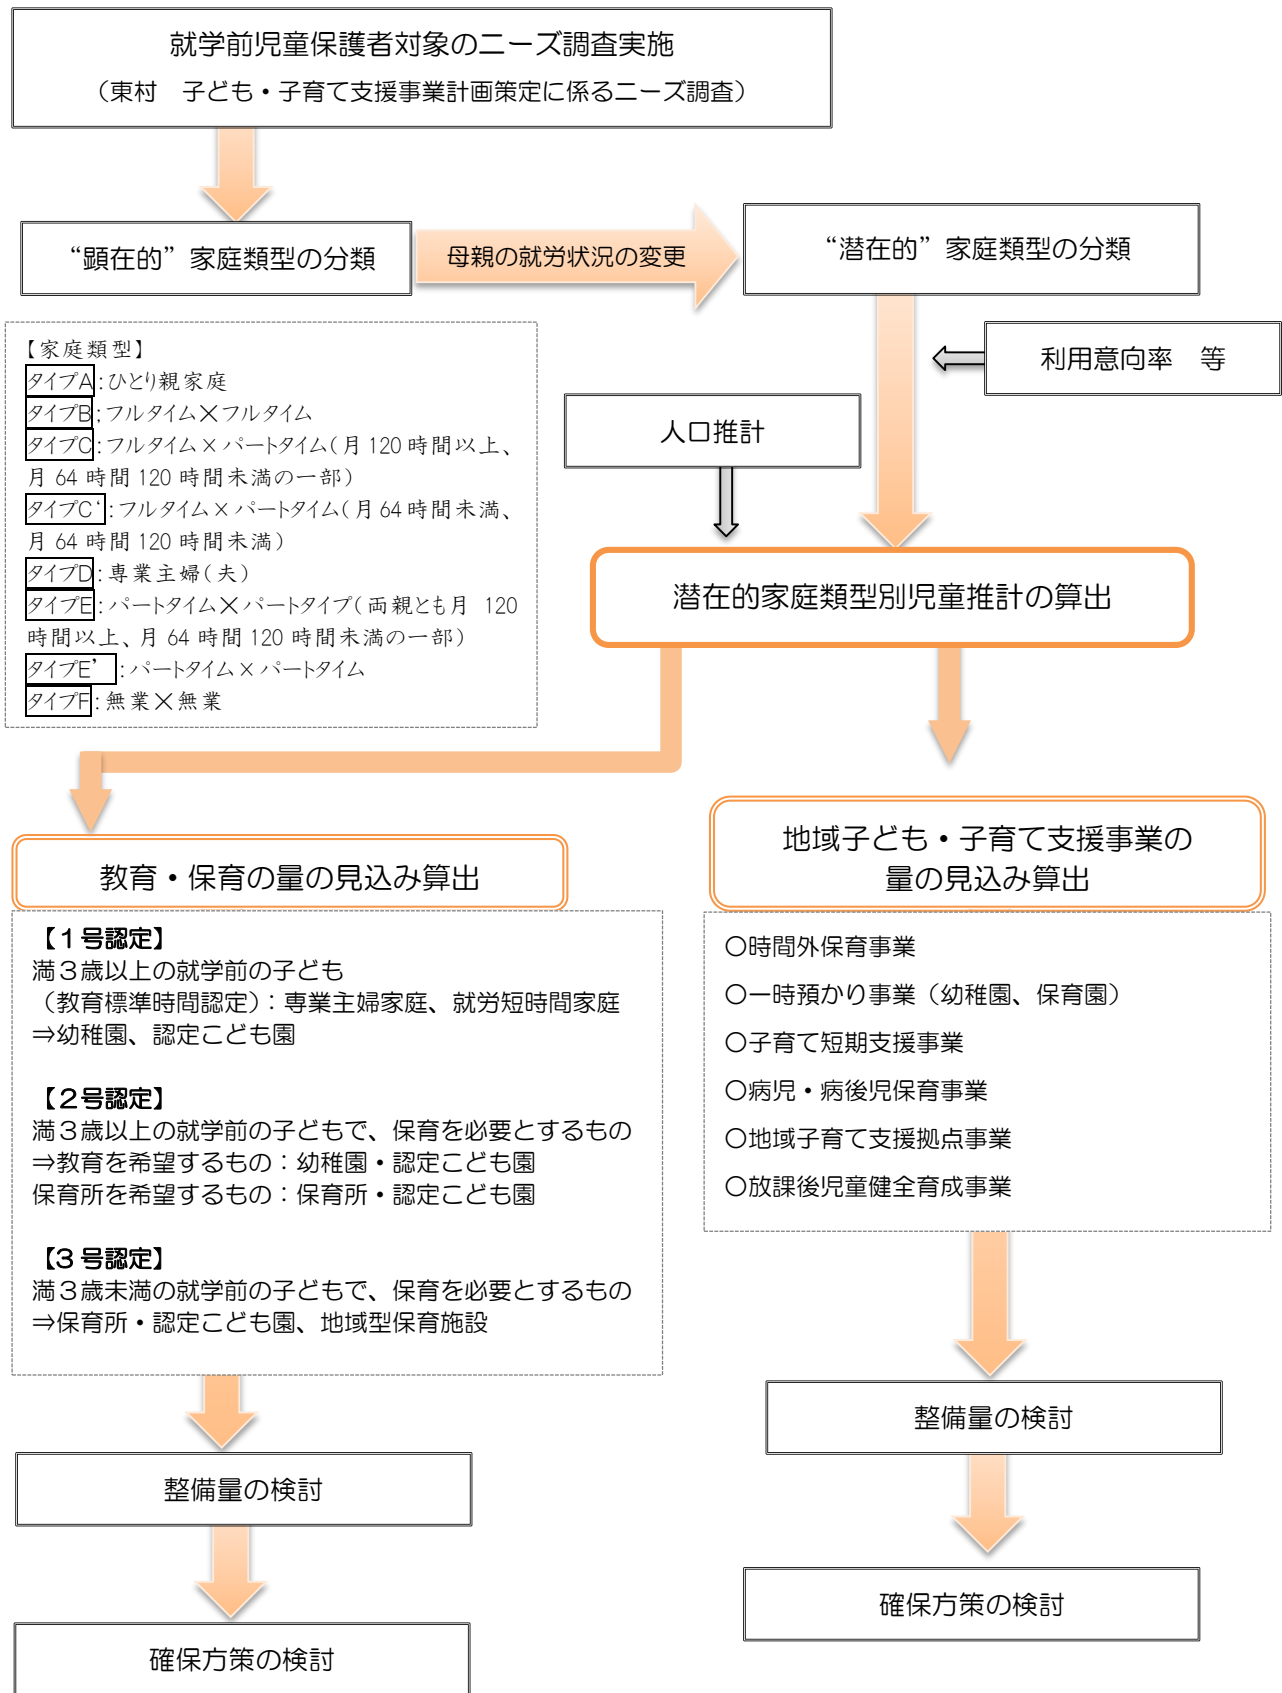 就学前児童保護者対象のニーズ調査実施
（東村　子ども・子育て支援事業計画策定に係るニーズ調査）
“顕在的”家庭類型の分類
母親の就労状況の変更
“潜在的”家庭類型の分類
利用意向率　等
人口推計
【家庭類型】
タイプA:ひとり親家庭
タイプB;フルタイム×フルタイム
タイプC:フルタイム×パートタイム(月120時間以上、
月64時間120時間未満の一部)
タイプC‘:フルタイム×パートタイム(月64時間未満、
月64時間120時間未満)
タイプD:専業主婦(夫)
タイプE:パートタイム×パートタイプ(両親とも月 120
時間以上、月64時間120時間未満の一部)
タイプE’:パートタイム×パートタイム
タイプF:無業×無業
潜在的家庭類型別児童推計の算出
教育・保育の量の見込み算出
【１号認定】
満３歳以上の就学前の子ども
（教育標準時間認定）：専業主婦家庭、就労短時間家庭
⇒幼稚園、認定こども園
【２号認定】
満３歳以上の就学前の子どもで、保育を必要とするもの
⇒教育を希望するもの：幼稚園・認定こども園
保育所を希望するもの：保育所・認定こども園
【３号認定】
満３歳未満の就学前の子どもで、保育を必要とするもの
⇒保育所・認定こども園、地域型保育施設
整備量の検討
確保方策の検討
地域子ども・子育て支援事業の
量の見込み算出
〇時間外保育事業
〇一時預かり事業（幼稚園、保育園）
〇子育て短期支援事業
〇病児・病後児保育事業
〇地域子育て支援拠点事業
〇放課後児童健全育成事業
整備量の検討
確保方策の検討